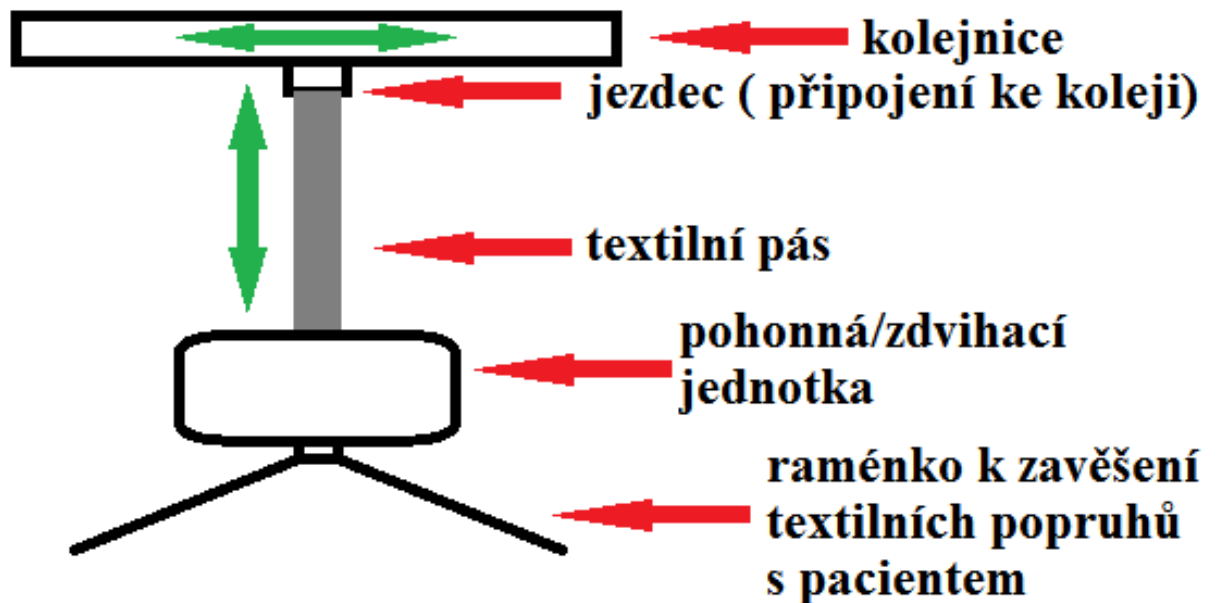 kolejnice
jezdec ( připojení ke koleji)
textilní pás
pohonná/zdvihací
jednotka
raménko k zavěšení
textilních popruhů
s pacientem